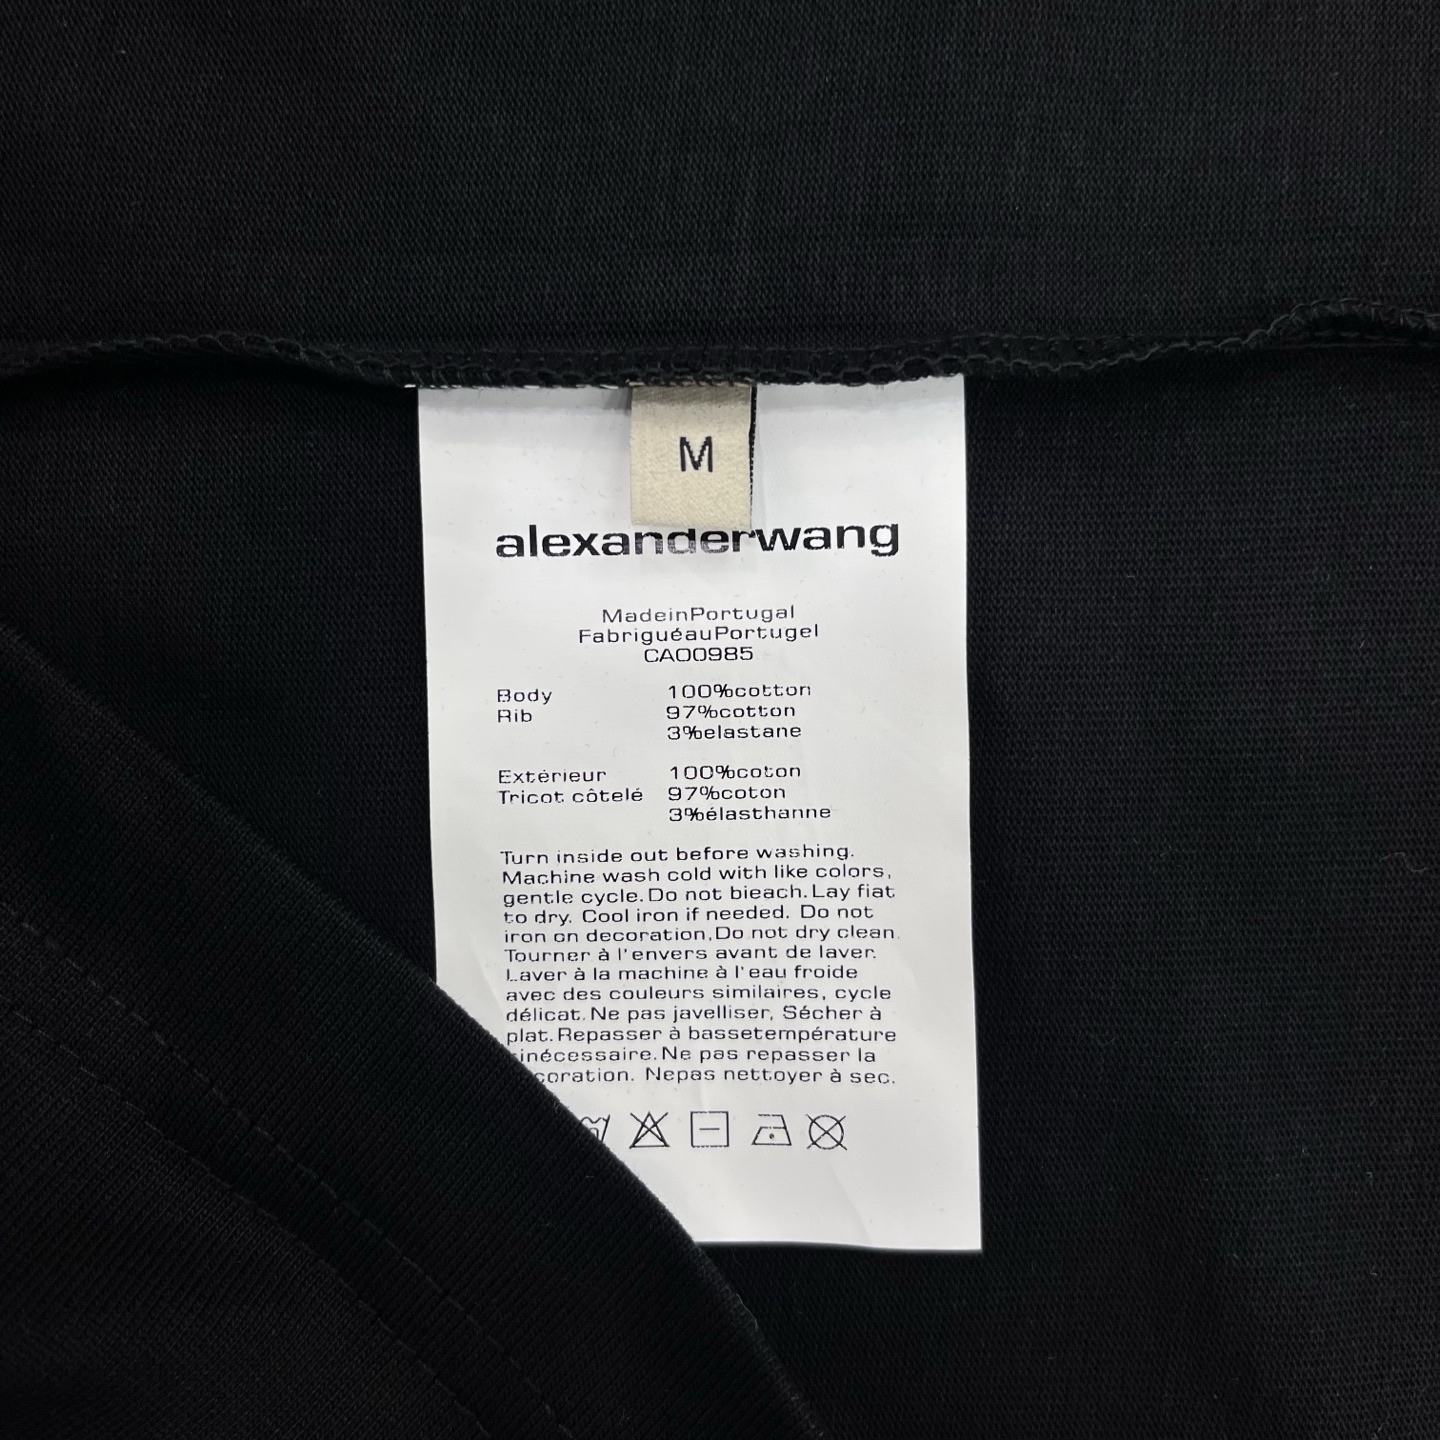 M
alexanderwang
MadeinPortugal
FabriguéauPortugel
CA00985
Body 100%cotton
Rib 97%cotton
3%elastane
Extérieur 100%coton
Tricot côtelé 97%coton
3%élasthanne
Turn inside out before washing.
Machine wash cold with like colors,
gentle cycle. Do not bieach. Lay fiat
to dry. Cool iron if needed. Do not
iron on decoration, Do not dry clean.
Tourner à l'envers avant de laver.
Laver à la machine à l'eau froide
avec des couleurs similaires, cycle
délicat. Ne pas javelliser, Sécher à
plat. Repasser à bassetempérature
sinécessaire. Ne pas repasser la
coration. Nepas nettoyer à sec.